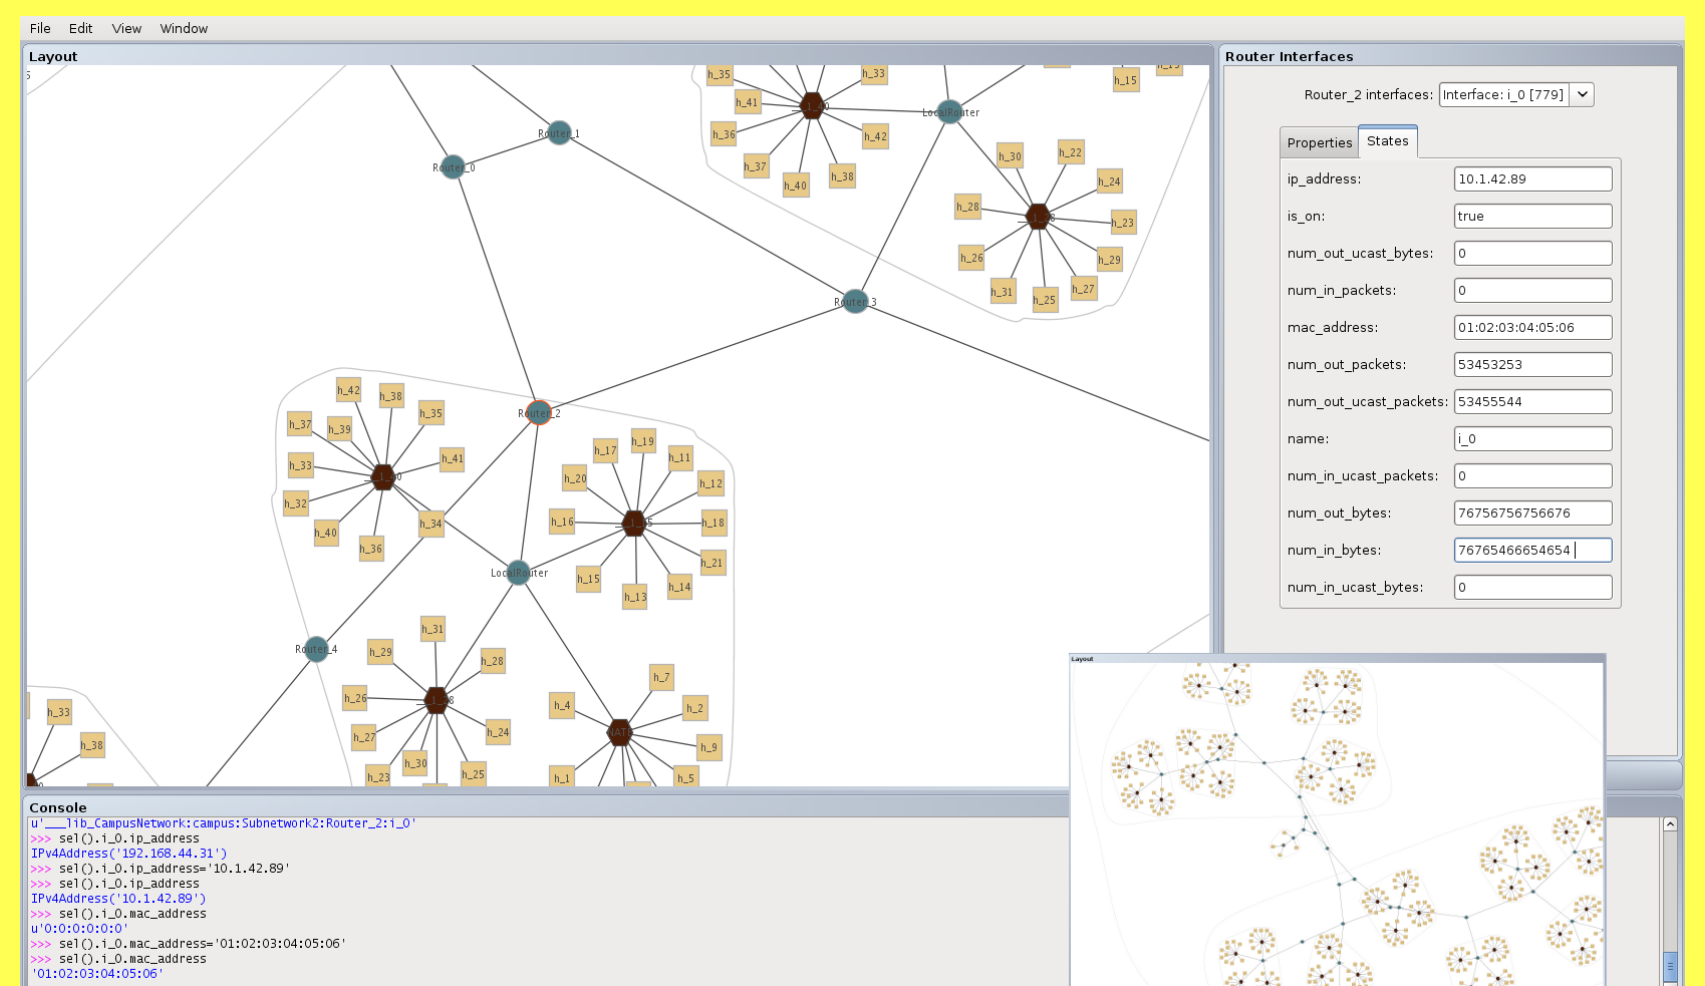 File Edit View Window
Layout
5
h_35
h_33
h_41
h_36
h_42
h_37
h_40
h_38
LocalRouter
h_15
Router_1
Router_0
h_30
h_22
h_24
h_28
h_23
h_26
h_29
h_31
h_25
h_27
Router_3
h_42
h_38
h_35
h_37
h_39
h_33
h_41
h_32
h_40
h_34
h_36
Router_2
h_19
h_17
h_11
h_20
h_12
h_16
h_18
h_21
h_15
h_14
h_13
LocalRouter
Router_4
h_31
h_29
h_28
h_26
h_27
h_24
h_30
h_23
h_25
h_7
h_4
h_2
h_9
h_1
h_5
h_33
h_38
Router Interfaces
Router_2 interfaces: Interface: i_0 [779]
Properties States
ip_address: 10.1.42.89
is_on: true
num_out_ucast_bytes: 0
num_in_packets: 0
mac_address: 01:02:03:04:05:06
num_out_packets: 53453253
num_out_ucast_packets: 53455544
name: i_0
num_in_ucast_packets: 0
num_out_bytes: 76756756756676
num_in_bytes: 76765466654654
num_in_ucast_bytes: 0
Layout
Console
u'___lib_CampusNetwork:campus:Subnetwork2:Router_2:i_0'
>>> sel().i_0.ip_address
IPv4Address('192.168.44.31')
>>> sel().i_0.ip_address='10.1.42.89'
>>> sel().i_0.ip_address
IPv4Address('10.1.42.89')
>>> sel().i_0.mac_address
u'0:0:0:0:0:0'
>>> sel().i_0.mac_address='01:02:03:04:05:06'
>>> sel().i_0.mac_address
'01:02:03:04:05:06'